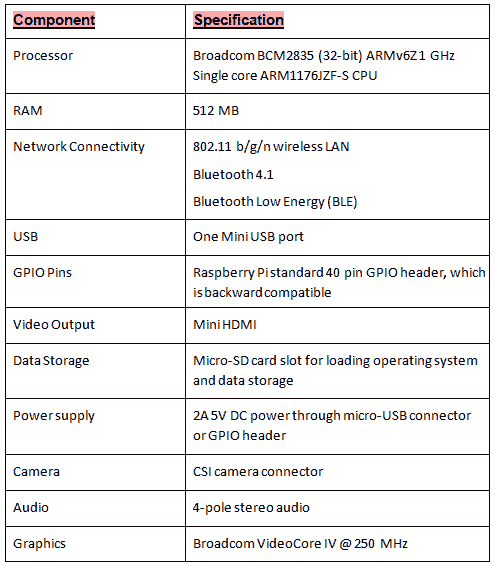 Component Specification
Processor Broadcom BCM2835 (32-bit) ARMv6Z1 GHz
Single core ARM1176JZF-S CPU
RAM 512 MB
Network Connectivity 802.11 b/g/n wireless LAN
Bluetooth 4.1
Bluetooth Low Energy (BLE)
USB One Mini USB port
GPIO Pins Raspberry Pi standard 40 pin GPIO header, which
is backward compatible
Video Output Mini HDMI
Data Storage Micro-SD card slot for loading operating system
and data storage
Power supply 2A 5V DC power through micro-USB connector
or GPIO header
Camera CSI camera connector
Audio 4-pole stereo audio
Graphics Broadcom VideoCore IV @ 250 MHz